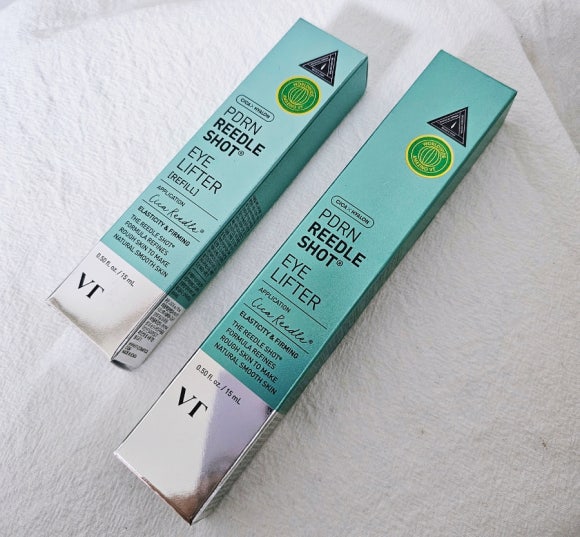 CICA > HYALON
PDRN
REEDLE
SHOT®
EYE
LIFTER
[REFILL]
APPLICATION
Cica Reedle®
ELASTICITY & FIRMING
THE REEDLE SHOT®
FORMULA REFINES
ROUGH SKIN TO MAKE
NATURAL SMOOTH SKIN
0.50 fl. oz. / 15 mL
VT
WORLDWIDE
CICA > HYALON
PDRN
REEDLE
SHOT®
EYE
LIFTER
APPLICATION
Cica Reedle®
ELASTICITY & FIRMING
THE REEDLE SHOT®
FORMULA REFINES
ROUGH SKIN TO MAKE
NATURAL SMOOTH SKIN
0.50 fl. oz. / 15 mL
VT